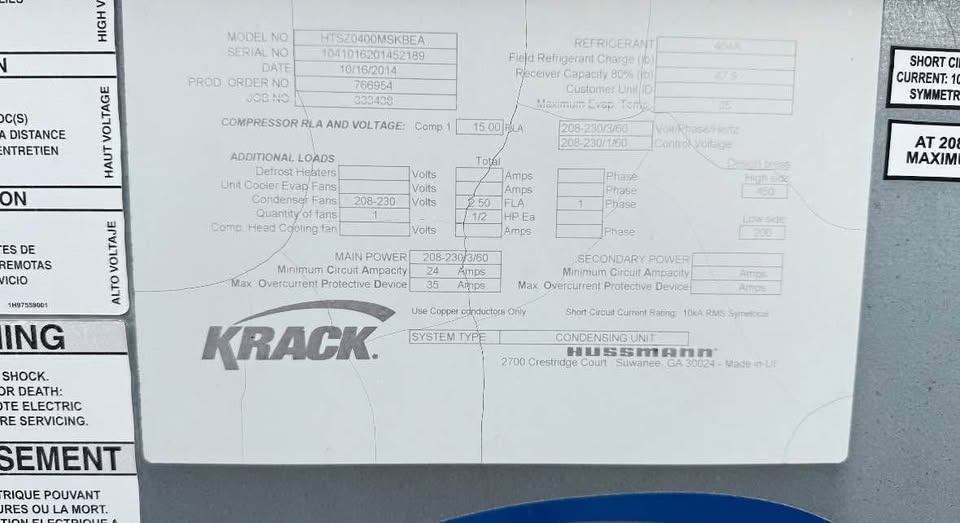 HIGH V
N
OC(S)
A DISTANCE
ENTRETIEN
HAUT VOLTAGE
ON
TES DE
REMOTAS
VICIO
ALTO VOLTAJE
1H97559001
NING
SHOCK.
OR DEATH:
OTE ELECTRIC
RE SERVICING.
SEMENT
TRIQUE POUVANT
URES OU LA MORT.
MODEL NO HTSZ0400MSKBEA
SERIAL NO 1041016201452189
DATE 10/16/2014
PROD. ORDER NO 766954
JOB NO 333438
REFRIGERANT 404A
Field Refrigerant Charge (lb)
Receiver Capacity 80% (lb) 47.9
Customer Unit ID
Maximum Evap. Temp. 25
COMPRESSOR RLA AND VOLTAGE: Comp 1 15.00 RLA 208-230/3/60 Volt/Phase/Hertz
208-230/1/60 Control Voltage
ADDITIONAL LOADS Total
Defrost Heaters Volts Amps Phase
Unit Cooler Evap Fans Volts Amps Phase
Condenser Fans 208-230 Volts 2.50 FLA 1 Phase
Quantity of fans 1 1/2 HP Ea
Comp. Head Cooling fan Volts Amps Phase
Design press
High side
450
Low side
200
MAIN POWER 208-230/3/60
Minimum Circuit Ampacity 24 Amps
Max. Overcurrent Protective Device 35 Amps
SECONDARY POWER
Minimum Circuit Ampacity Amps
Max. Overcurrent Protective Device Amps
Use Copper conductors Only Short Circuit Current Rating: 10kA RMS Symetical
KRACK.
SYSTEM TYPE CONDENSING UNIT
HUSSMANN
2700 Crestridge Court Suwanee, GA 30024 - Made in
SHORT CI
CURRENT: 10
SYMMETR
AT 208
MAXIMU